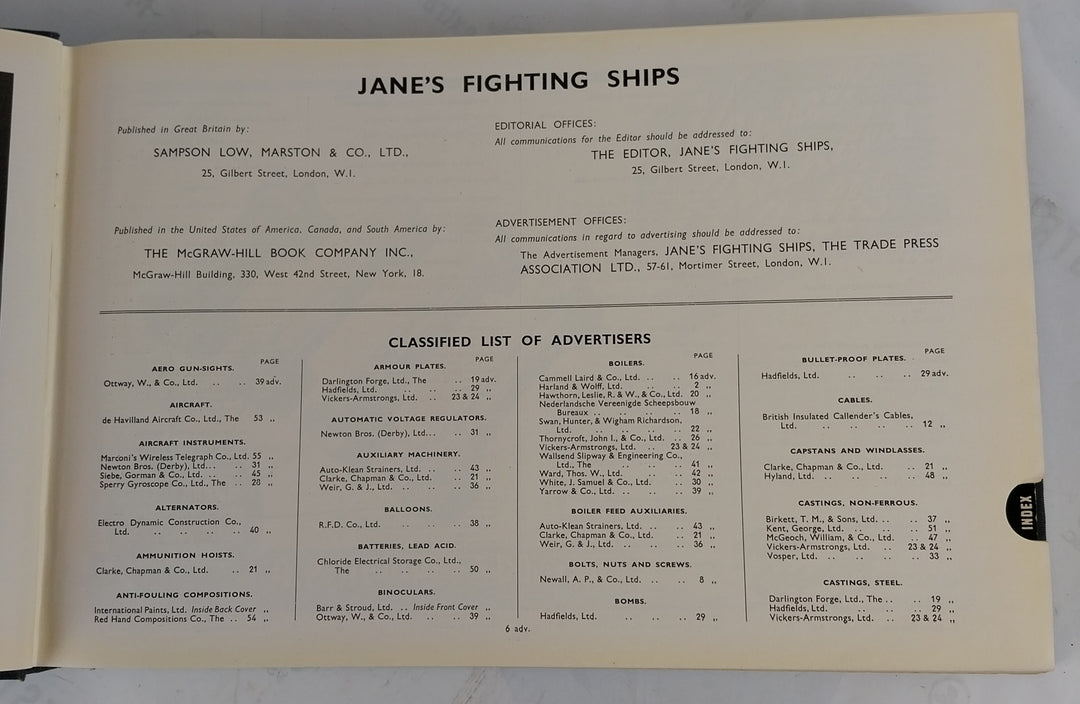 JANE'S FIGHTING SHIPS
Published in Great Britain by:
SAMPSON LOW, MARSTON & CO., LTD.,
25, Gilbert Street, London, W.1.
Published in the United States of America, Canada, and South America by:
THE McGRAW-HILL BOOK COMPANY INC.,
McGraw-Hill Building, 330, West 42nd Street, New York, 18.
EDITORIAL OFFICES:
All communications for the Editor should be addressed to:
THE EDITOR, JANE'S FIGHTING SHIPS,
25, Gilbert Street, London, W.1.
ADVERTISEMENT OFFICES:
All communications in regard to advertising should be addressed to:
The Advertisement Managers, JANE'S FIGHTING SHIPS, THE TRADE PRESS
ASSOCIATION LTD., 57-61, Mortimer Street, London, W.1.
CLASSIFIED LIST OF ADVERTISERS
PAGE
AERO GUN-SIGHTS.
Ottway, W., & Co., Ltd. .. .. 39 adv.
AIRCRAFT.
de Havilland Aircraft Co., Ltd., The 53 ,,
AIRCRAFT INSTRUMENTS.
Marconi's Wireless Telegraph Co., Ltd. 55 ,,
Newton Bros. (Derby), Ltd... .. 31 ,,
Siebe, Gorman & Co., Ltd. .. .. 45 ,,
Sperry Gyroscope Co., Ltd., The .. 28 ,,
ALTERNATORS.
Electro Dynamic Construction Co.,
Ltd. .. .. .. .. 40 ,,
AMMUNITION HOISTS.
Clarke, Chapman & Co., Ltd. .. 21 ,,
ANTI-FOULING COMPOSITIONS.
International Paints, Ltd. Inside Back Cover ,,
Red Hand Compositions Co., The .. 54 ,,
PAGE
ARMOUR PLATES.
Darlington Forge, Ltd., The .. 19 adv.
Hadfields, Ltd. .. .. .. 29 ,,
Vickers-Armstrongs, Ltd. .. 23 & 24 ,,
AUTOMATIC VOLTAGE REGULATORS.
Newton Bros. (Derby), Ltd... .. 31 ,,
AUXILIARY MACHINERY.
Auto-Klean Strainers, Ltd. .. .. 43 ,,
Clarke, Chapman & Co., Ltd. .. 21 ,,
Weir, G. & J., Ltd. .. .. .. 36 ,,
BALLOONS.
R.F.D. Co., Ltd. .. .. .. 38 ,,
BATTERIES, LEAD ACID.
Chloride Electrical Storage Co., Ltd.,
The .. .. .. .. 50 ,,
BINOCULARS.
Barr & Stroud, Ltd. .. Inside Front Cover ,,
Ottway, W., & Co., Ltd. .. .. 39 ,,
PAGE
BOILERS.
Cammell Laird & Co., Ltd. .. .. 16 adv.
Harland & Wolff, Ltd. .. .. .. 2 ,,
Hawthorn, Leslie, R. & W., & Co., Ltd. 20 ,,
Nederlandsche Vereenigde Scheepsbouw
Bureaux .. .. .. .. 18 ,,
Swan, Hunter, & Wigham Richardson,
Ltd. .. .. .. .. 22 ,,
Thornycroft, John I., & Co., Ltd. .. 26 ,,
Vickers-Armstrongs, Ltd. .. 23 & 24 ,,
Wallsend Slipway & Engineering Co.,
Ltd., The .. .. .. 41 ,,
Ward, Thos. W., Ltd. .. .. 42 ,,
White, J. Samuel & Co., Ltd. .. 30 ,,
Yarrow & Co., Ltd. .. .. .. 39 ,,
BOILER FEED AUXILIARIES.
Auto-Klean Strainers, Ltd. .. .. 43 ,,
Clarke, Chapman & Co., Ltd. .. 21 ,,
Weir, G. & J., Ltd. .. .. .. 36 ,,
BOLTS, NUTS AND SCREWS.
Newall, A. P., & Co., Ltd. .. .. 8 ,,
BOMBS.
Hadfields, Ltd. .. .. .. 29 ,,
PAGE
BULLET-PROOF PLATES.
Hadfields, Ltd. .. .. .. 29 adv.
CABLES.
British Insulated Callender's Cables,
Ltd. .. .. .. .. 12 ,,
CAPSTANS AND WINDLASSES.
Clarke, Chapman & Co., Ltd. .. 21 ,,
Hyland, Ltd. .. .. .. .. 48 ,,
CASTINGS, NON-FERROUS.
Birkett, T. M., & Sons, Ltd. .. .. 37 ,,
Kent, George, Ltd. .. .. .. 51 ,,
McGeoch, William, & Co., Ltd. .. 47 ,,
Vickers-Armstrongs, Ltd. .. 23 & 24 ,,
Vosper, Ltd. .. .. .. .. 33 ,,
CASTINGS, STEEL.
Darlington Forge, Ltd., The .. .. 19 ,,
Hadfields, Ltd. .. .. .. 29 ,,
Vickers-Armstrongs, Ltd. .. 23 & 24 ,,
6 adv.
INDEX